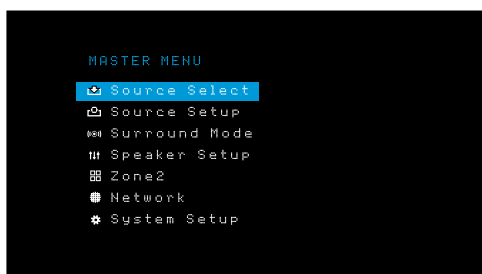 MASTER MENU
Source Select
Source Setup
Surround Mode
Speaker Setup
Zone2
Network
System Setup